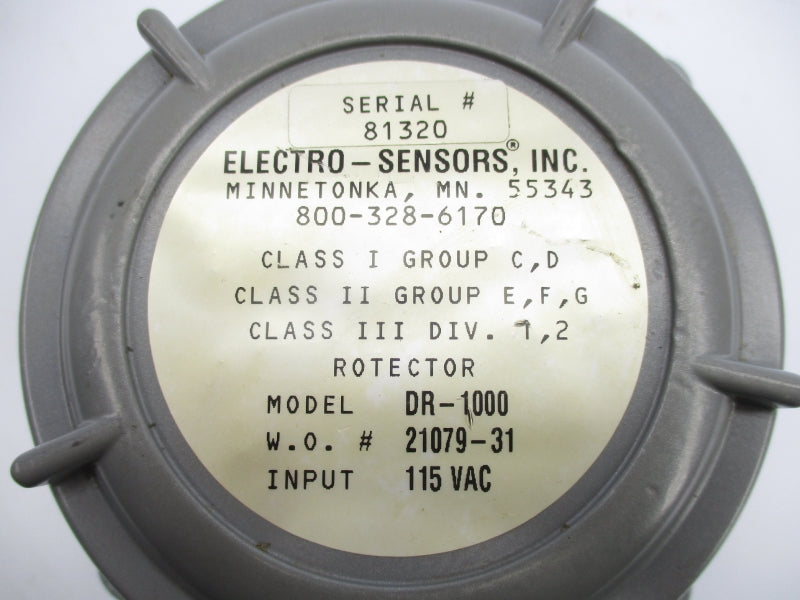 SERIAL #
81320
ELECTRO-SENSORS®, INC.
MINNETONKA, MN. 55343
800-328-6170
CLASS I GROUP C,D
CLASS II GROUP E,F,G
CLASS III DIV. 1,2
ROTECTOR
MODEL DR-1000
W.O. # 21079-31
INPUT 115 VAC